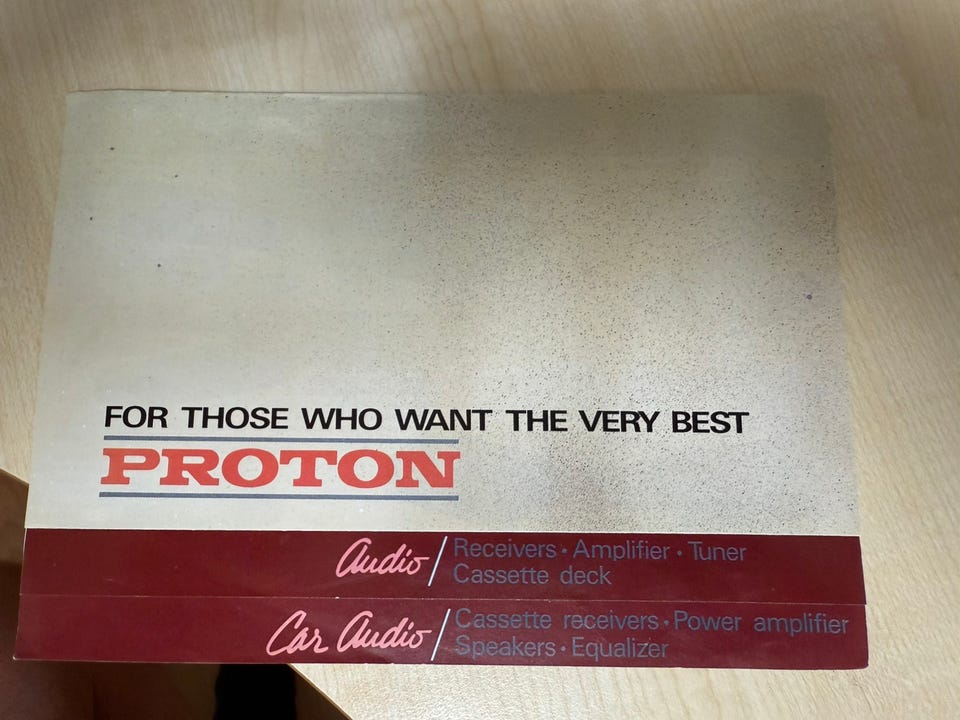 FOR THOSE WHO WANT THE VERY BEST
PROTON
Audio / Receivers · Amplifier · Tuner
Cassette deck
Car Audio / Cassette receivers · Power amplifier
Speakers · Equalizer